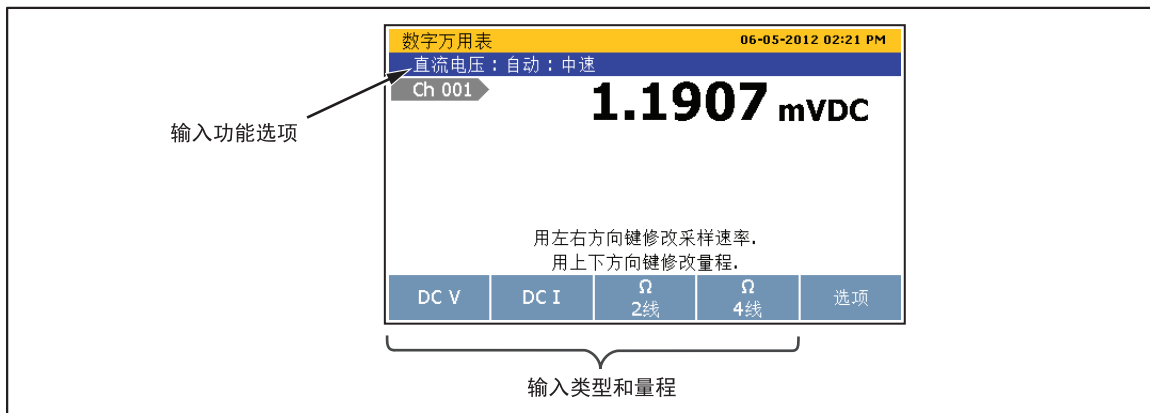 数字万用表 06-05-2012 02:21 PM
直流电压：自动：中速
Ch 001
1.1907 mVDC
输入功能选项
用左右方向键修改采样速率.
用上下方向键修改量程.
DC V DC I Ω 2线 Ω 4线 选项
输入类型和量程